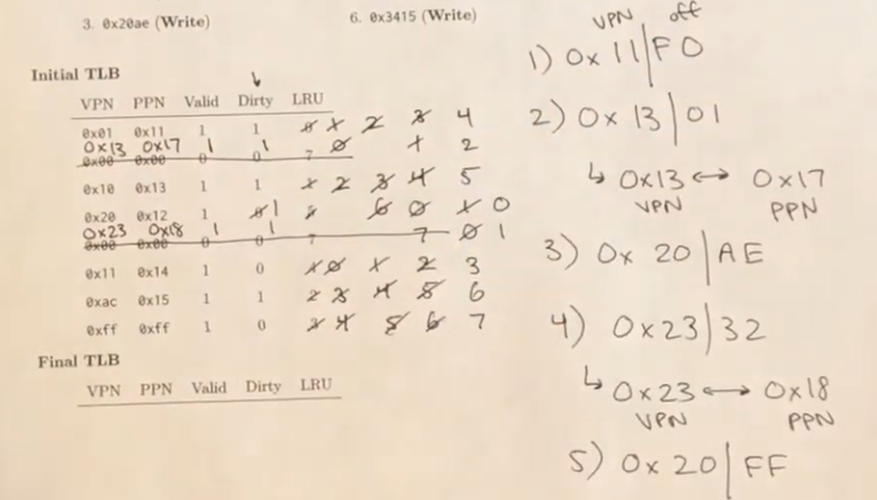 3. 0x20ae (Write)
6. 0x3415 (Write)
Initial TLB
VPN PPN Valid Dirty LRU
0x01 0x11 1 1 0 1 2 3 4
0x13 0x17 1 1 0 1 2
0x00 0x00 0 0 7
0x10 0x13 1 1 1 2 3 4 5
0x20 0x12 1 0 1 5 6 0 1 0
0x23 0x18 1 1 7 0 1
0x00 0x00 0 0 7
0x11 0x14 1 0 1 0 1 2 3
0xac 0x15 1 1 2 3 4 5 6
0xff 0xff 1 0 3 4 5 6 7
Final TLB
VPN PPN Valid Dirty LRU
VPN off
1) 0x 11 | F0
2) 0x 13 | 01
↳ 0x13 ↔ 0x17
VPN PPN
3) 0x 20 | AE
4) 0x23 | 32
↳ 0x23 ↔ 0x18
VPN PPN
5) 0x 20 | FF